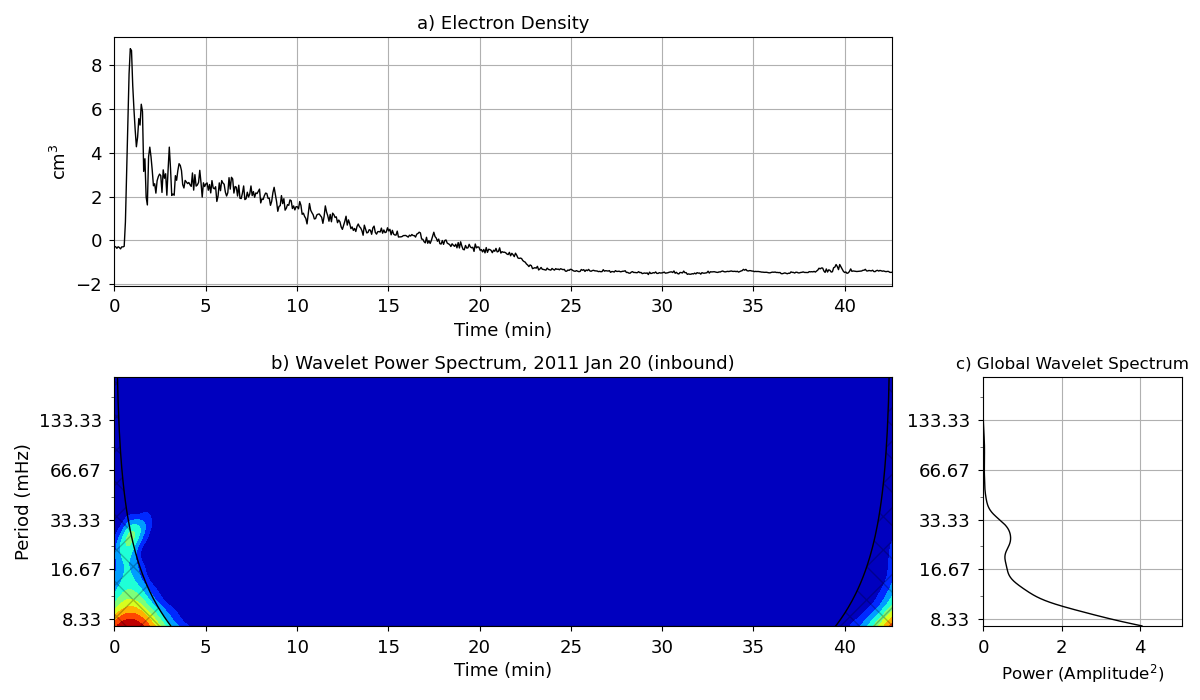 a) Electron Density
cm³
8
6
4
2
0
−2
0 5 10 15 20 25 30 35 40
Time (min)
b) Wavelet Power Spectrum, 2011 Jan 20 (inbound)
Period (mHz)
133.33
66.67
33.33
16.67
8.33
0 5 10 15 20 25 30 35 40
Time (min)
c) Global Wavelet Spectrum
133.33
66.67
33.33
16.67
8.33
0 2 4
Power (Amplitude²)